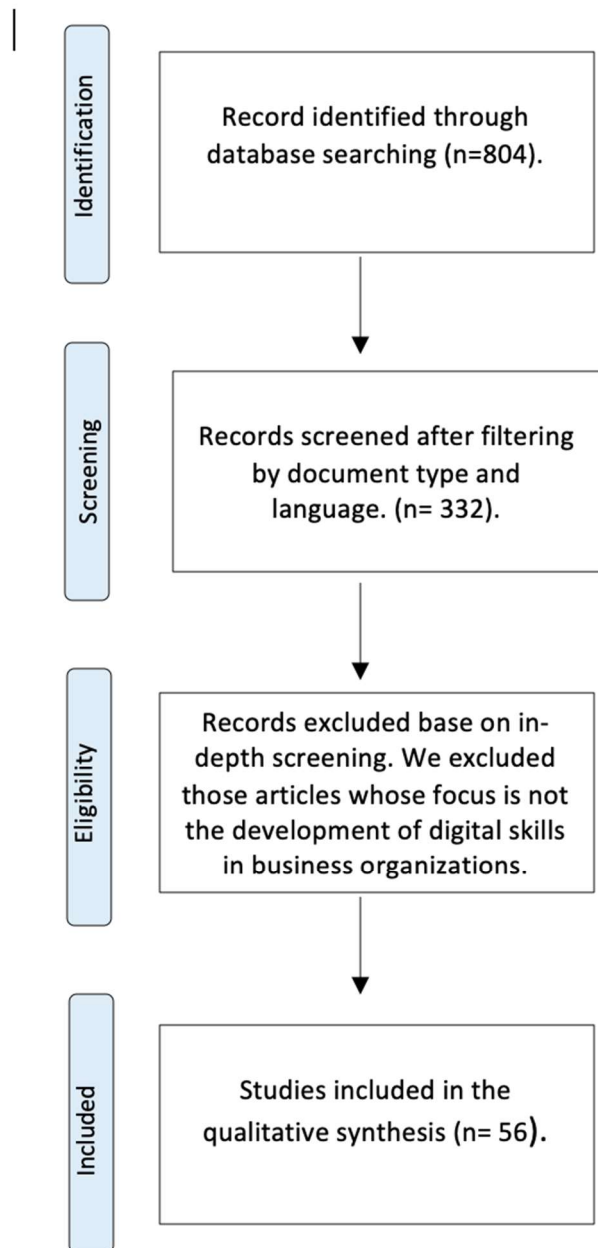 Identification
Record identified through
database searching (n=804).
Screening
Records screened after filtering
by document type and
language. (n= 332).
Eligibility
Records excluded base on in-
depth screening. We excluded
those articles whose focus is not
the development of digital skills
in business organizations.
Included
Studies included in the
qualitative synthesis (n= 56).